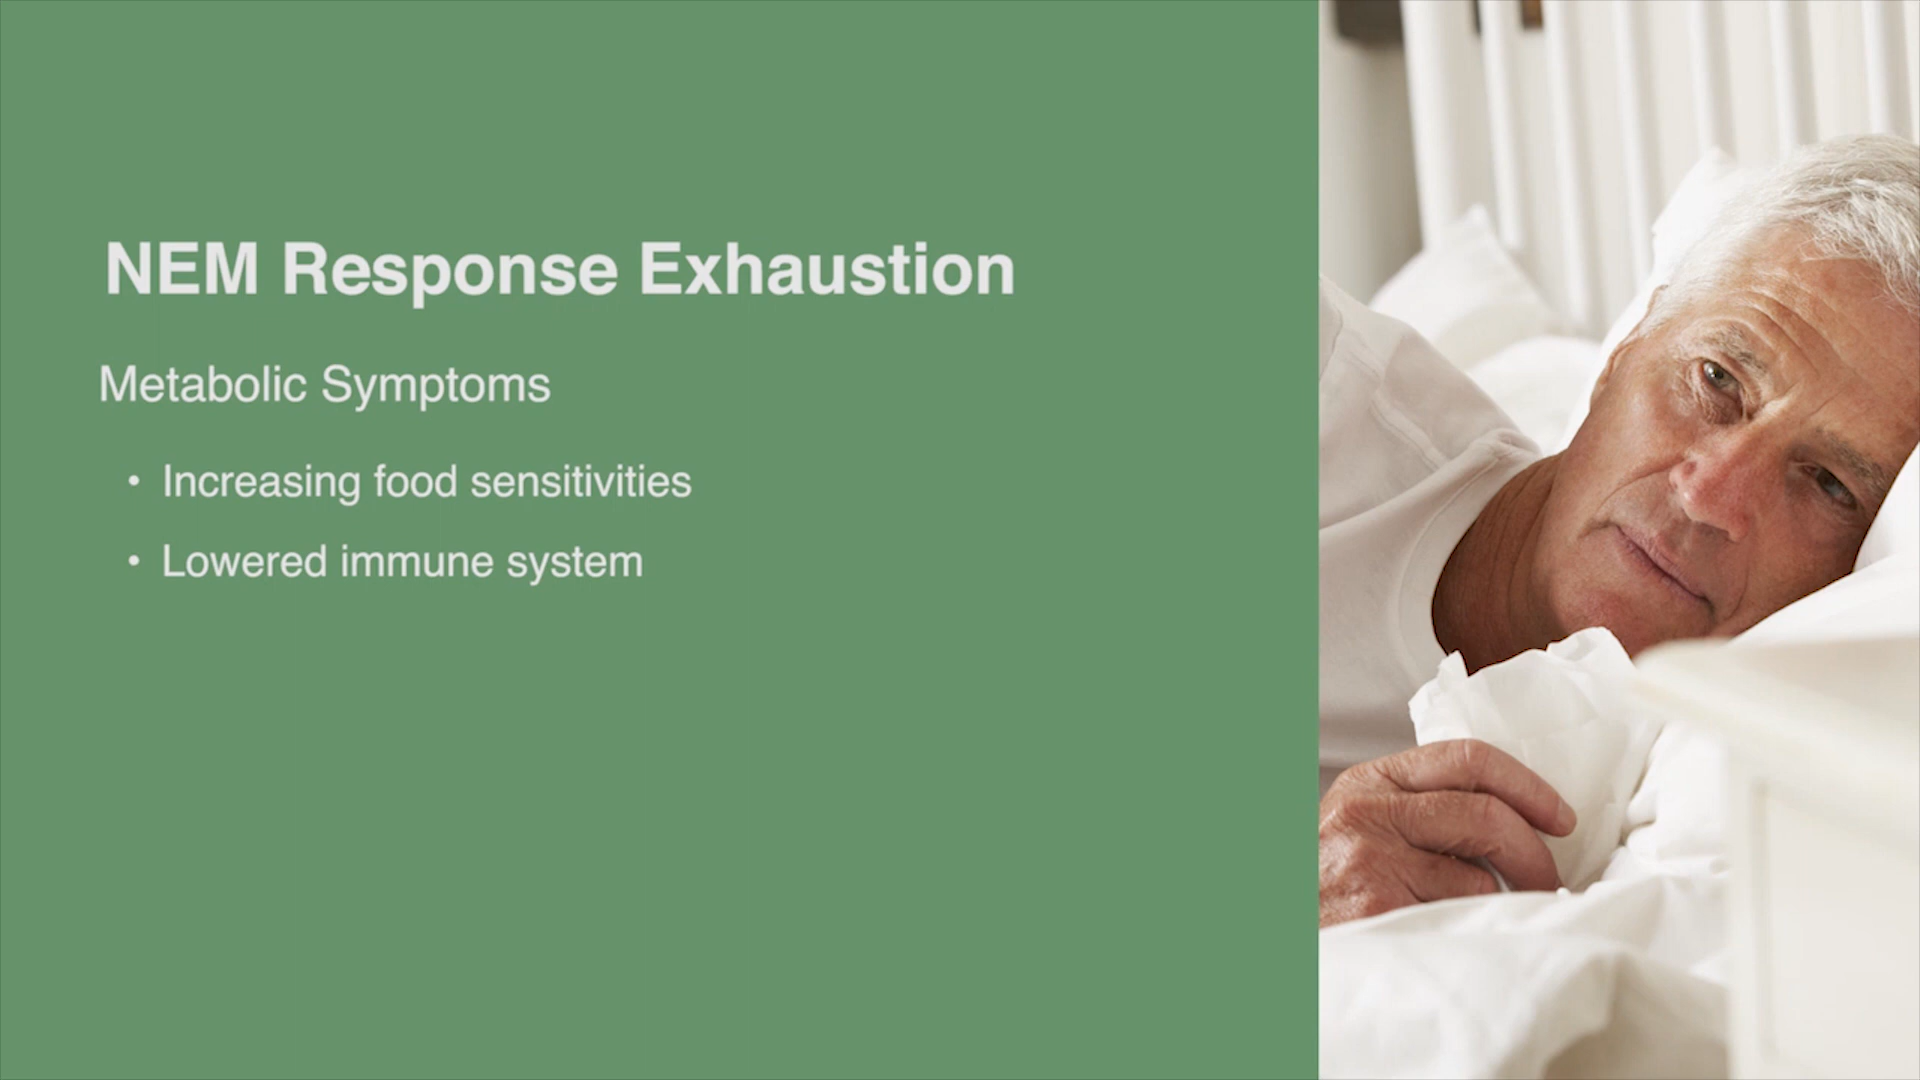 NEM Response Exhaustion
Metabolic Symptoms
• Increasing food sensitivities
• Lowered immune system